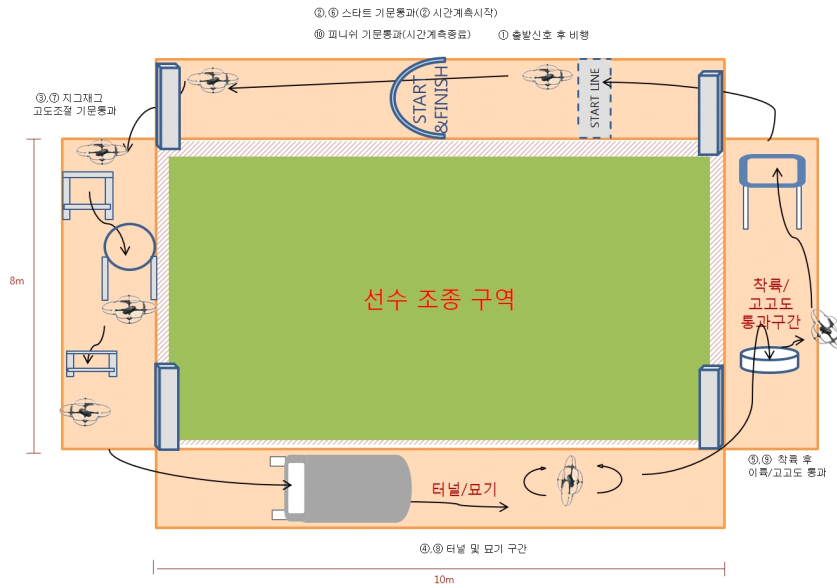 ②,⑥ 스타트 기문통과(② 시간계측시작)
⑩ 피니쉬 기문통과(시간계측종료)
① 출발신호 후 비행
③,⑦ 지그재그
고도조절 기문통과
START
&FINISH
START LINE
8m
선수 조종 구역
착륙/
고고도
통과구간
터널/묘기
⑤,⑨ 착륙 후
이륙/고고도 통과
④,⑧ 터널 및 묘기 구간
10m